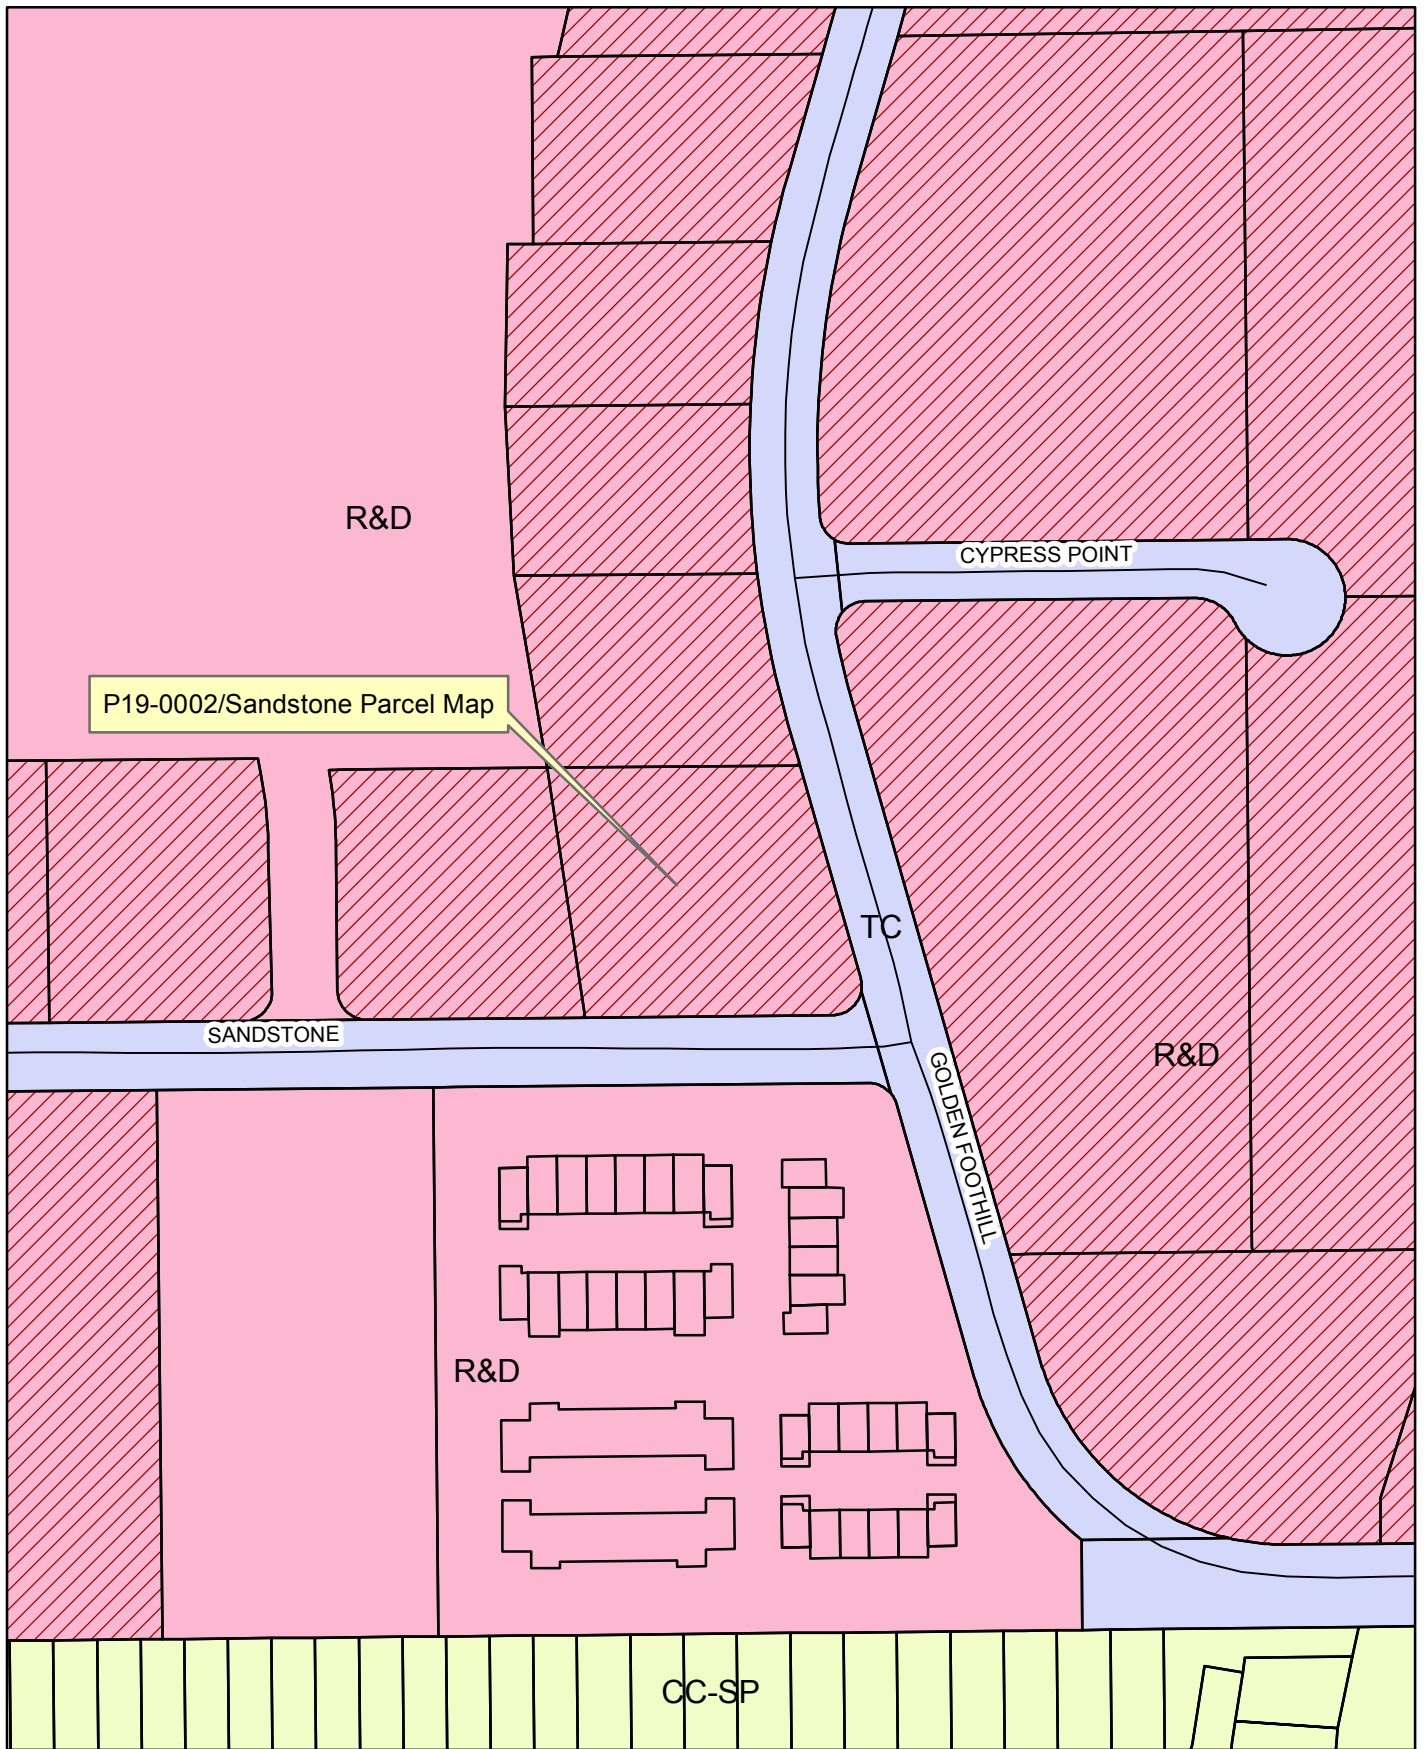 R&D
CYPRESS POINT
P19-0002/Sandstone Parcel Map
TC
SANDSTONE
R&D
GOLDEN FOOTHILL
R&D
CC-SP